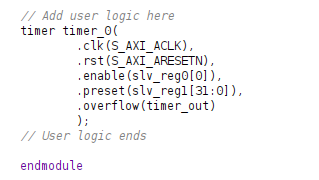 // Add user logic here
timer timer_0(
.clk(S_AXI_ACLK),
.rst(S_AXI_ARESETN),
.enable(slv_reg0[0]),
.preset(slv_reg1[31:0]),
.overflow(timer_out)
);
// User logic ends
endmodule